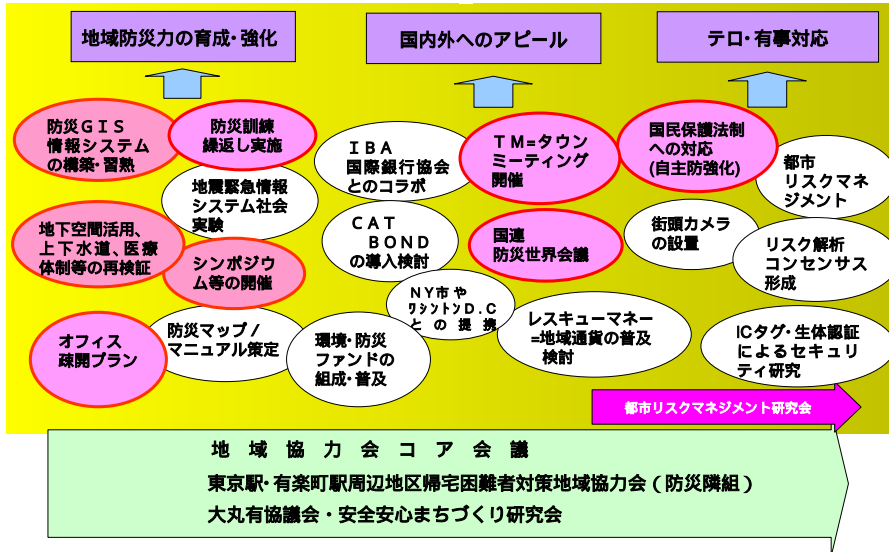 地域防災力の育成・強化
国内外へのアピール
テロ・有事対応
防災ＧＩＳ
情報システム
の構築・習熟
防災訓練
繰返し実施
地震緊急情報
システム社会
実験
地下空間活用、
上下水道、医療
体制等の再検証
シンポジウ
ム等の開催
オフィス
疎開プラン
防災マップ／
マニュアル策定
ＩＢＡ
国際銀行協会
とのコラボ
ＴＭ=タウン
ミーティング
開催
ＣＡＴ
ＢＯＮＤ
の導入検討
国連
防災世界会議
ＮＹ市や
ワシントンＤ.Ｃ
との提携
環境・防災
ファンドの
組成・普及
レスキューマネー
=地域通貨の普及
検討
国民保護法制
への対応
(自主防強化)
都市
リスクマネ
ジメント
街頭カメラ
の設置
リスク解析
コンセンサス
形成
ICタグ・生体認証
によるセキュリ
ティ研究
都市リスクマネジメント研究会
地域協力会コア会議
東京駅・有楽町駅周辺地区帰宅困難者対策地域協力会（防災隣組）
大丸有協議会・安全安心まちづくり研究会